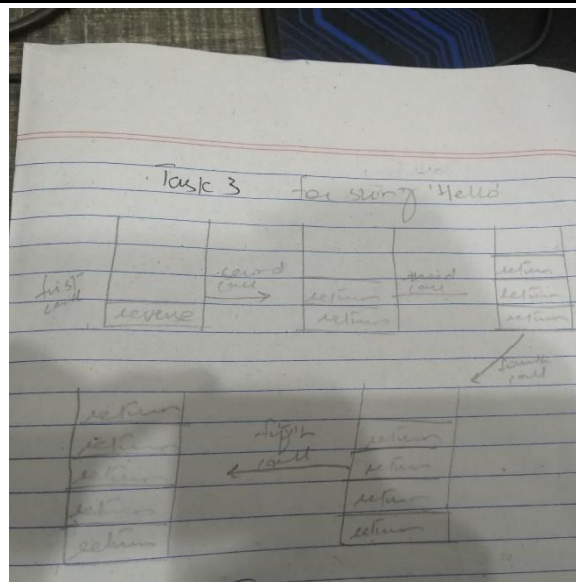 Task 3 for string 'Hello'
first call
reverse
second call
return
return
third call
return
return
return
fourth call
return
return
return
return
fifth call
return
return
return
return
return